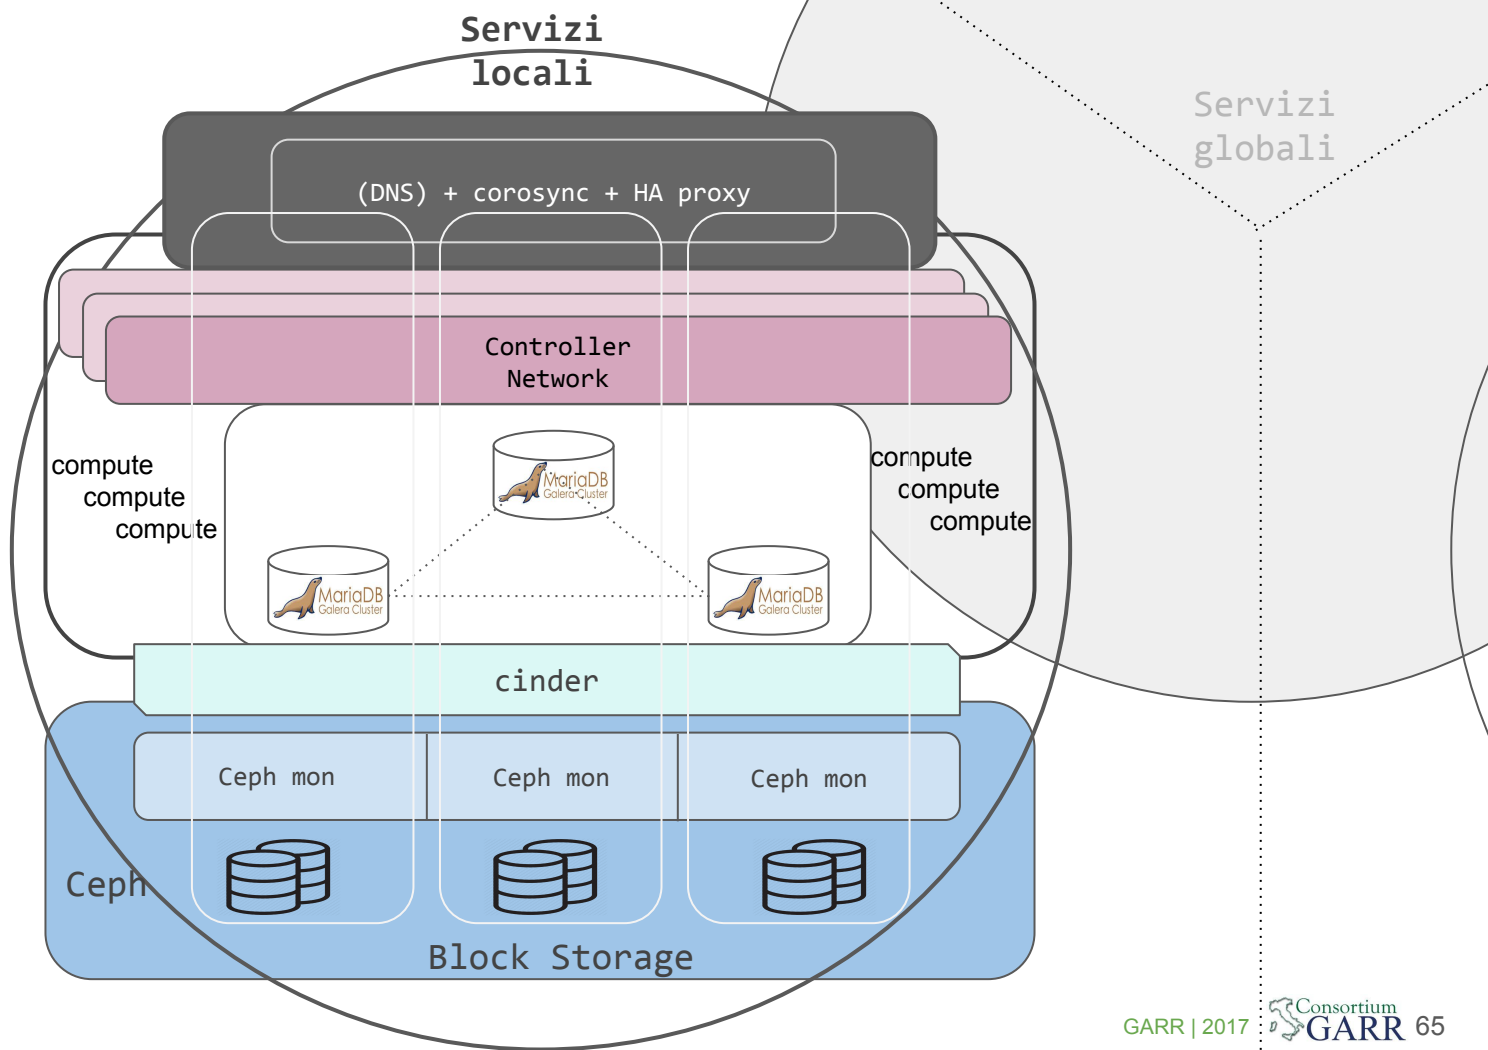 Servizi
locali
Servizi
globali
(DNS) + corosync + HA proxy
Controller
Network
compute
compute
compute
compute
compute
compute
MariaDB
Galera Cluster
MariaDB
Galera Cluster
MariaDB
Galera Cluster
cinder
Ceph mon
Ceph mon
Ceph mon
Ceph
Block Storage
GARR | 2017
Consortium
GARR
65